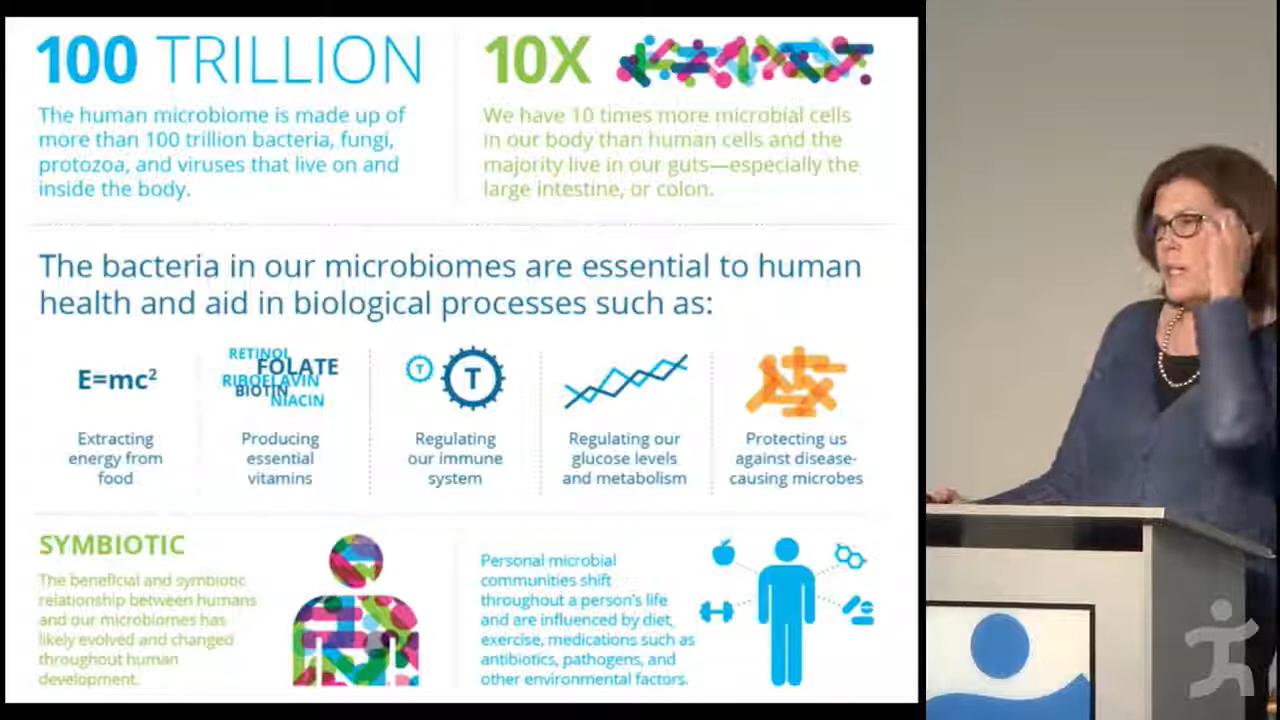 100 TRILLION
The human microbiome is made up of
more than 100 trillion bacteria, fungi,
protozoa, and viruses that live on and
inside the body.
10X
We have 10 times more microbial cells
in our body than human cells and the
majority live in our guts—especially the
large intestine, or colon.
The bacteria in our microbiomes are essential to human
health and aid in biological processes such as:
E=mc²
Extracting
energy from
food
RETINOL
FOLATE
RIBOFLAVIN
BIOTIN
NIACIN
Producing
essential
vitamins
T
T
Regulating
our immune
system
Regulating our
glucose levels
and metabolism
Protecting us
against disease-
causing microbes
SYMBIOTIC
The beneficial and symbiotic
relationship between humans
and our microbiomes has
likely evolved and changed
throughout human
development.
Personal microbial
communities shift
throughout a person's life
and are influenced by diet,
exercise, medications such as
antibiotics, pathogens, and
other environmental factors.